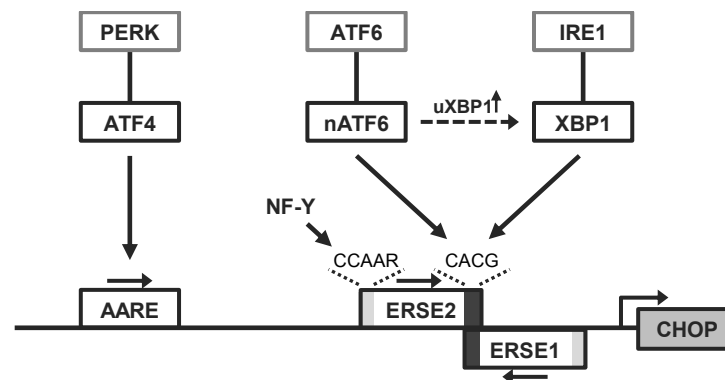 PERK
ATF6
IRE1
ATF4
nATF6
uXBP1
XBP1
NF-Y
CCAAR
CACG
AARE
ERSE2
CHOP
ERSE1